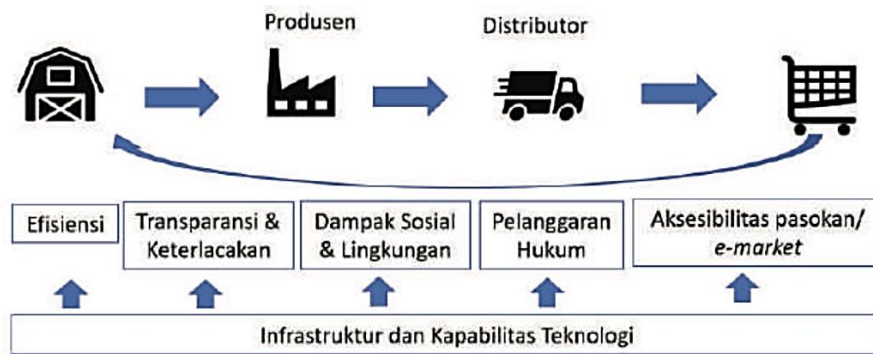 Produsen
Distributor
Efisiensi
Transparansi &
Keterlacakan
Dampak Sosial
& Lingkungan
Pelanggaran
Hukum
Aksesibilitas pasokan/
e-market
Infrastruktur dan Kapabilitas Teknologi